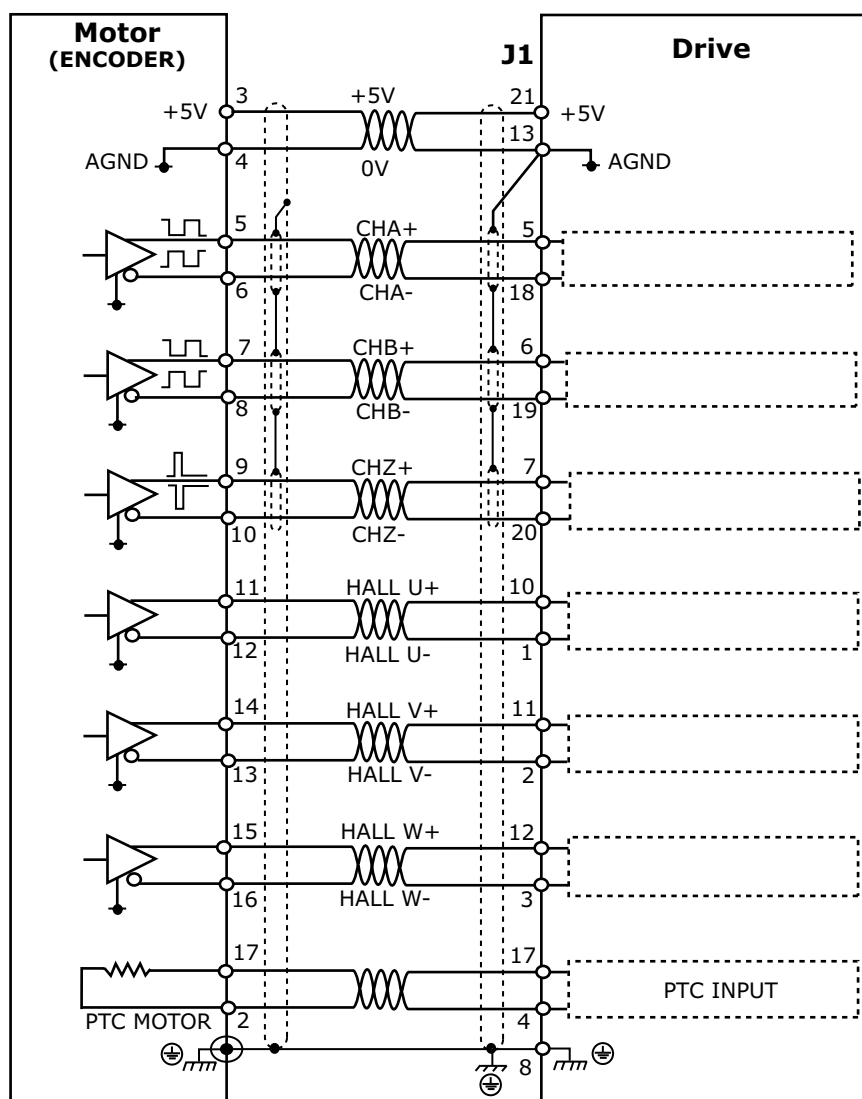 Motor
(ENCODER)
J1
Drive
3 +5V 21
+5V +5V
13
AGND AGND
4 0V
5 CHA+ 5
6 CHA- 18
7 CHB+ 6
8 CHB- 19
9 CHZ+ 7
10 CHZ- 20
11 HALL U+ 10
12 HALL U- 1
14 HALL V+ 11
13 HALL V- 2
15 HALL W+ 12
16 HALL W- 3
17 17
PTC INPUT
PTC MOTOR 2 4
8